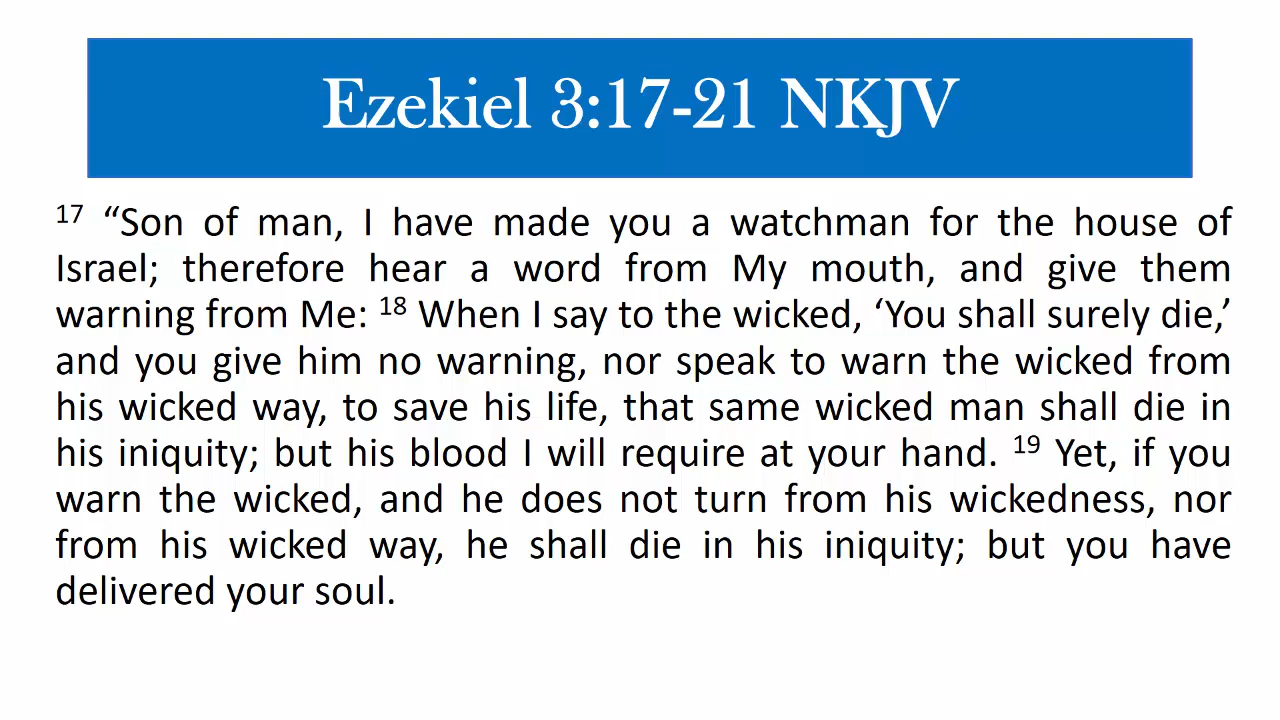 Ezekiel 3:17-21 NKJV
17 “Son of man, I have made you a watchman for the house of
Israel; therefore hear a word from My mouth, and give them
warning from Me: 18 When I say to the wicked, ‘You shall surely die,’
and you give him no warning, nor speak to warn the wicked from
his wicked way, to save his life, that same wicked man shall die in
his iniquity; but his blood I will require at your hand. 19 Yet, if you
warn the wicked, and he does not turn from his wickedness, nor
from his wicked way, he shall die in his iniquity; but you have
delivered your soul.